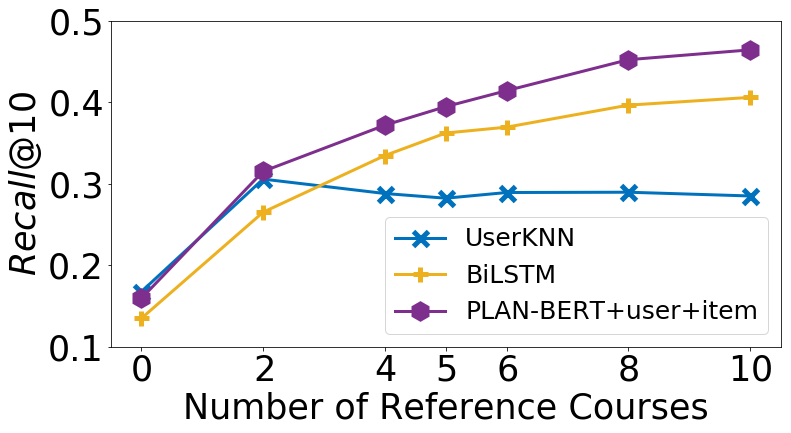 0.5
0.4
0.3
0.2
0.1
Recall@10
0 2 4 5 6 8 10
Number of Reference Courses
UserKNN
BiLSTM
PLAN-BERT+user+item